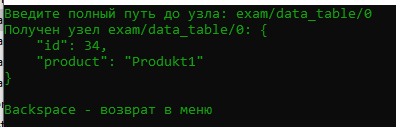 Введите полный путь до узла: exam/data_table/0
Получен узел exam/data_table/0: {
    "id": 34,
    "product": "Produkt1"
}
Backspace - возврат в меню